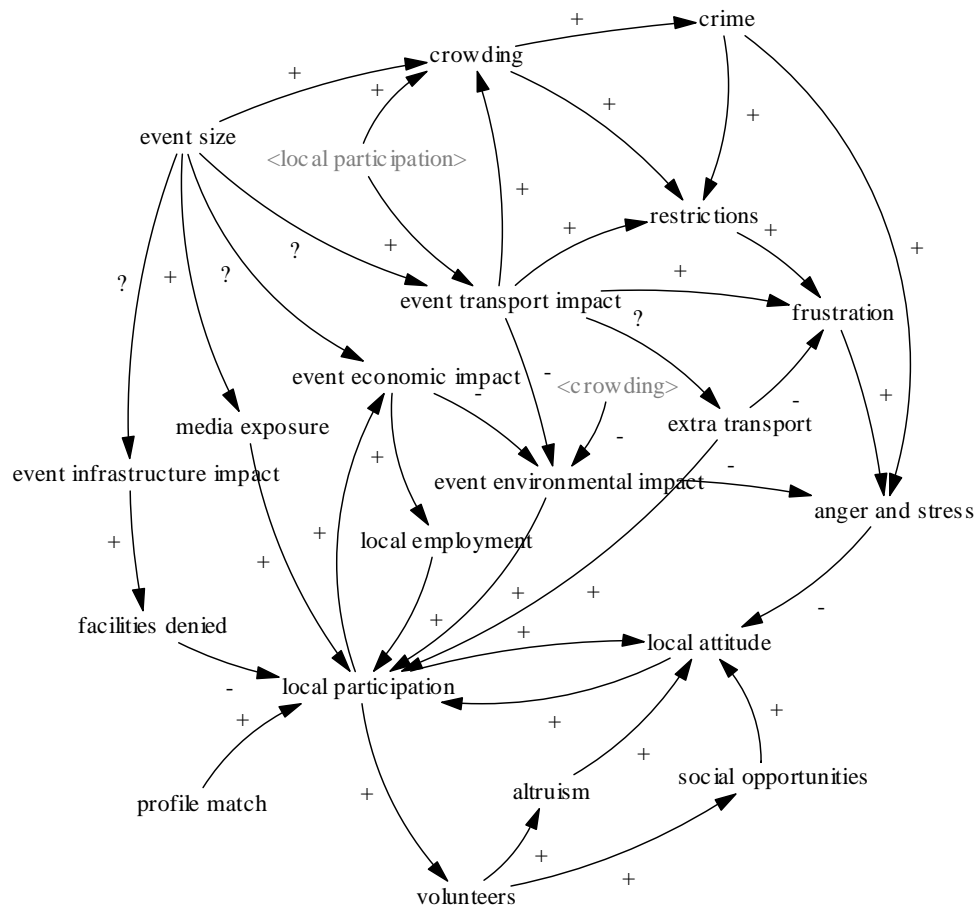 crime
+
crowding
+
+
+
+
event size
<local participation>
+
+
restrictions
+
+
+
+
?
event transport impact
+
?
+
?
?
frustration
event economic impact
-
<crowding>
-
+
-
media exposure
extra transport
+
-
-
event infrastructure impact
event environmental impact
anger and stress
+
+
local employment
+
+
+
+
-
facilities denied
+
+
local attitude
-
local participation
+
+
+
+
+
social opportunities
profile match
altruism
+
+
volunteers